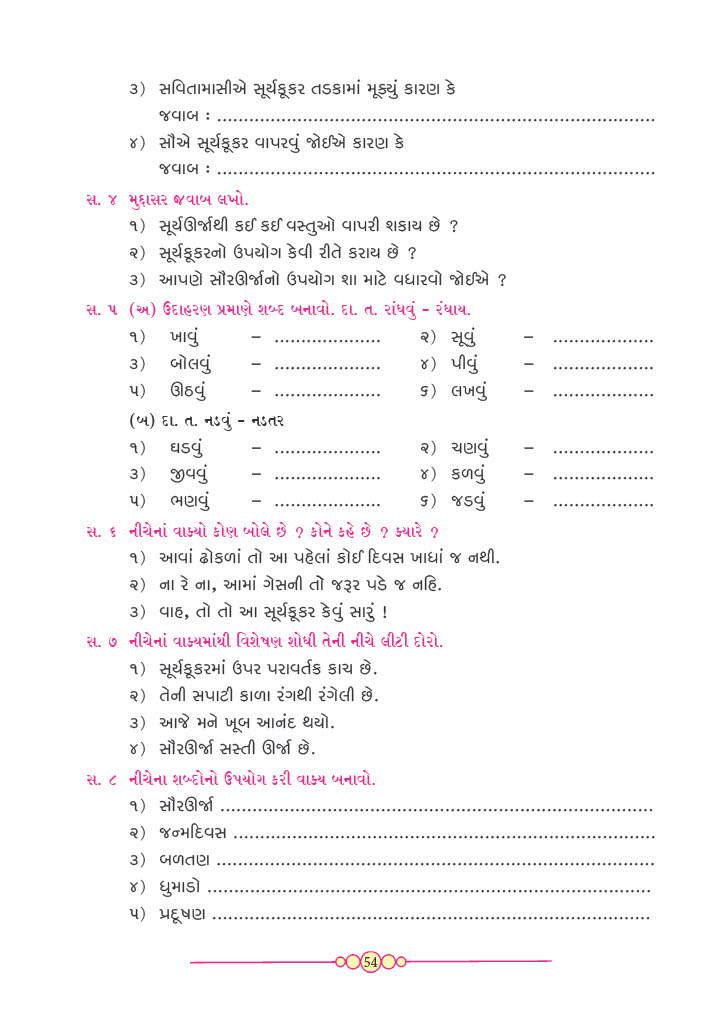 ૩) સવિતામાસીએ સૂર્યકૂકર તડકામાં મૂક્યું કારણ કે
જવાબ : ..................................................................................
૪) સૌએ સૂર્યકૂકર વાપરવું જોઈએ કારણ કે
જવાબ : ..................................................................................
સ. ૪ મુદ્દાસર જવાબ લખો.
૧) સૂર્યઊર્જાથી કઈ કઈ વસ્તુઓ વાપરી શકાય છે ?
૨) સૂર્યકૂકરનો ઉપયોગ કેવી રીતે કરાય છે ?
૩) આપણે સૌરઊર્જાનો ઉપયોગ શા માટે વધારવો જોઈએ ?
સ. ૫ (અ) ઉદાહરણ પ્રમાણે શબ્દ બનાવો. દા. ત. રાંધવું - રંધાય.
૧) ખાવું – .................... ૨) સૂવું – ...................
૩) બોલવું – .................... ૪) પીવું – ...................
૫) ઊઠવું – .................... ૬) લખવું – ...................
(બ) દા. ત. નડવું - નડતર
૧) ઘડવું – .................... ૨) ચણવું – ...................
૩) જીવવું – .................... ૪) કળવું – ...................
૫) ભણવું – .................... ૬) જડવું – ...................
સ. ૬ નીચેનાં વાક્યો કોણ બોલે છે ? કોને કહે છે ? ક્યારે ?
૧) આવાં ઢોકળાં તો આ પહેલાં કોઈ દિવસ ખાધાં જ નથી.
૨) ના રે ના, આમાં ગેસની તો જરૂર પડે જ નહિ.
૩) વાહ, તો તો આ સૂર્યકૂકર કેવું સારું !
સ. ૭ નીચેનાં વાક્યમાંથી વિશેષણ શોધી તેની નીચે લીટી દોરો.
૧) સૂર્યકૂકરમાં ઉપર પરાવર્તક કાચ છે.
૨) તેની સપાટી કાળા રંગથી રંગેલી છે.
૩) આજે મને ખૂબ આનંદ થયો.
૪) સૌરઊર્જા સસ્તી ઊર્જા છે.
સ. ૮ નીચેના શબ્દોનો ઉપયોગ કરી વાક્ય બનાવો.
૧) સૌરઊર્જા .................................................................................
૨) જન્મદિવસ ...............................................................................
૩) બળતણ ..................................................................................
૪) ધુમાડો ...................................................................................
૫) પ્રદૂષણ ..................................................................................
54